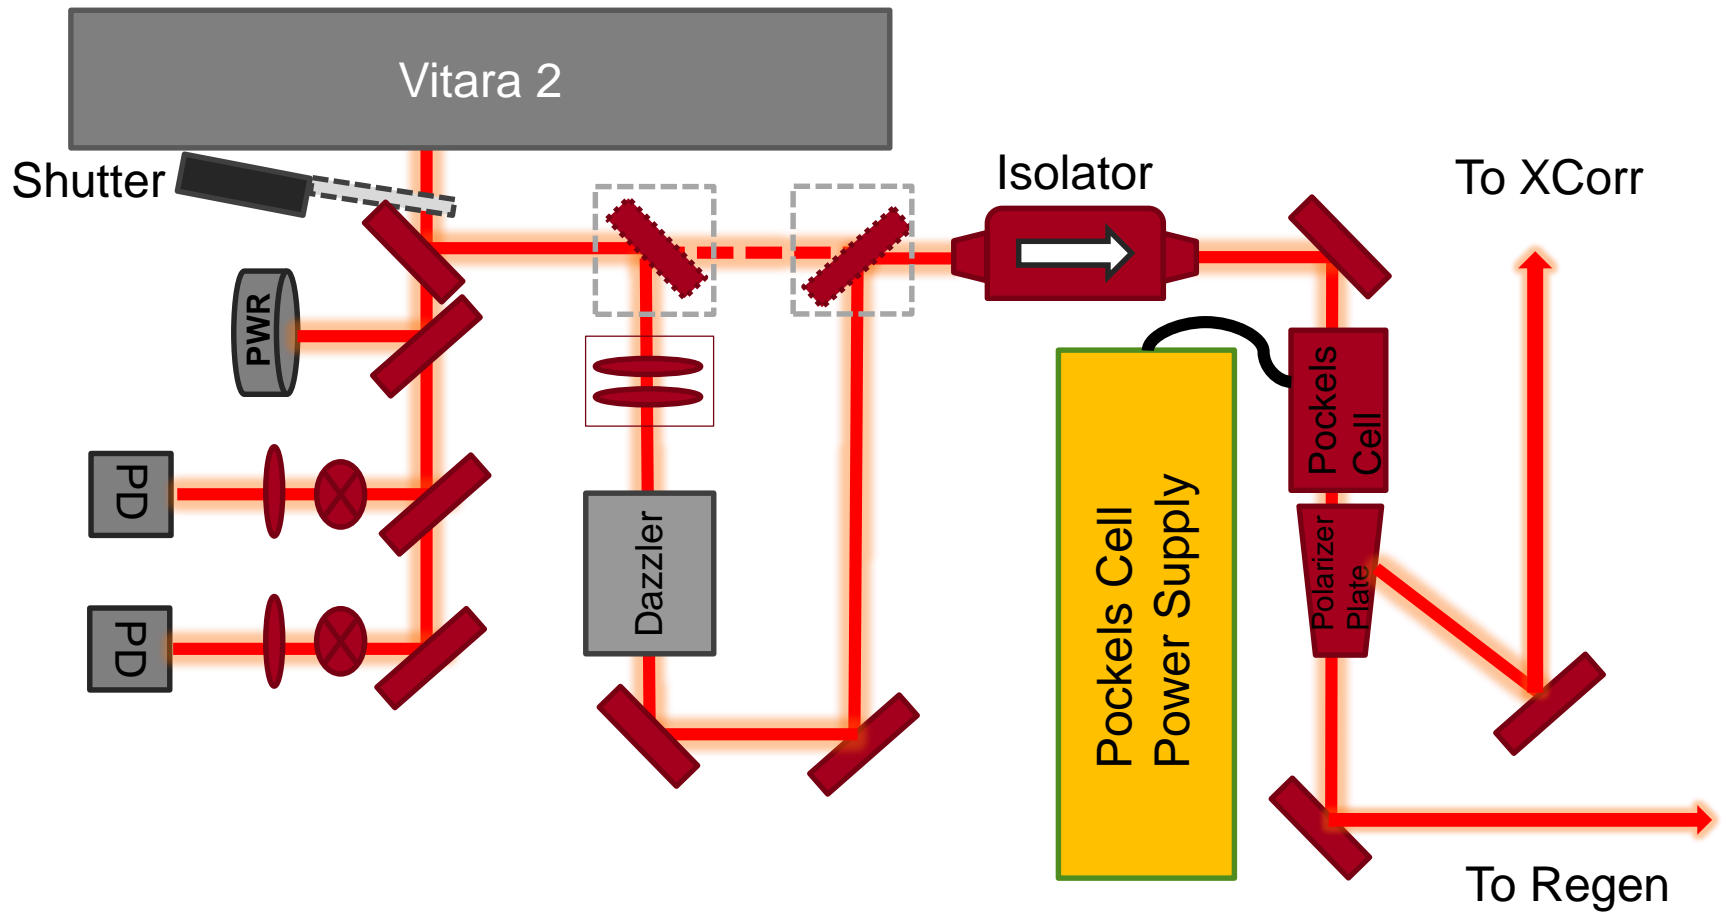 Vitara 2
Shutter
Isolator
To XCorr
PWR
PD
PD
Dazzler
Pockels Cell
Power Supply
Pockels
Cell
Polarizer
Plate
To Regen